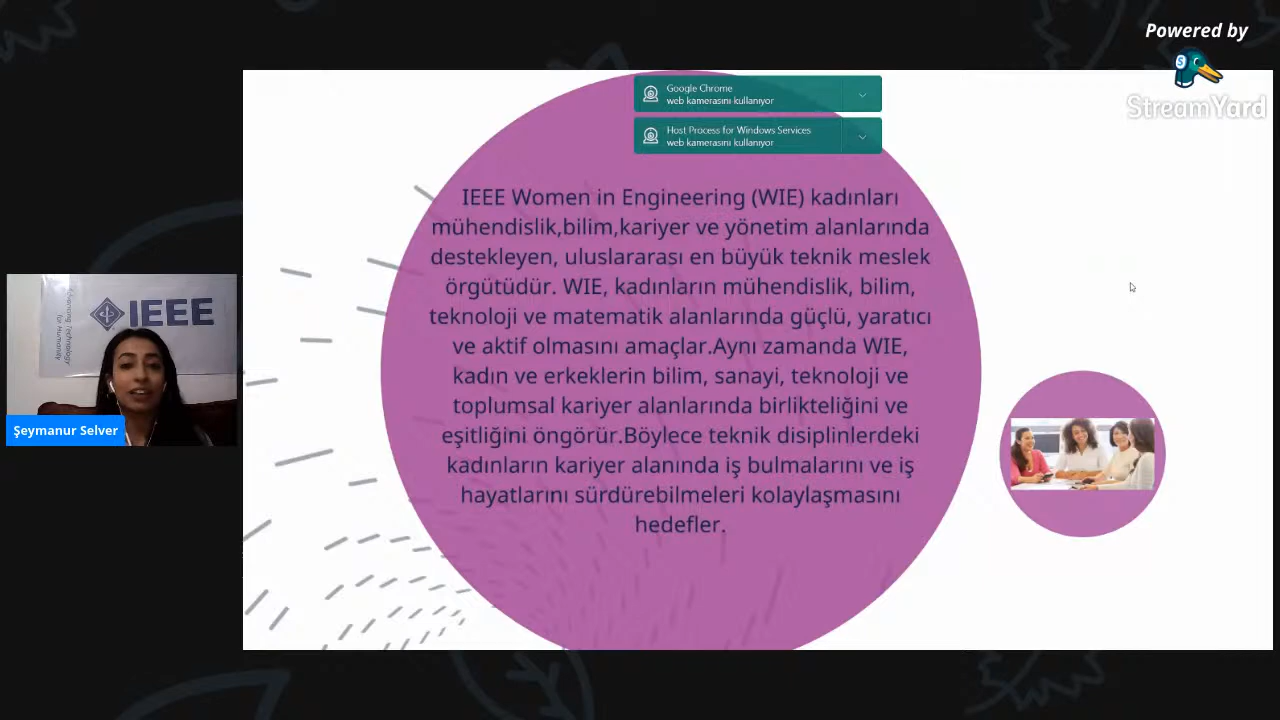 Powered by
StreamYard
Google Chrome
web kamerasını kullanıyor
Host Process for Windows Services
web kamerasını kullanıyor
IEEE Women in Engineering (WIE) kadınları
mühendislik,bilim,kariyer ve yönetim alanlarında
destekleyen, uluslararası en büyük teknik meslek
örgütüdür. WIE, kadınların mühendislik, bilim,
teknoloji ve matematik alanlarında güçlü, yaratıcı
ve aktif olmasını amaçlar.Aynı zamanda WIE,
kadın ve erkeklerin bilim, sanayi, teknoloji ve
toplumsal kariyer alanlarında birlikteliğini ve
eşitliğini öngörür.Böylece teknik disiplinlerdeki
kadınların kariyer alanında iş bulmalarını ve iş
hayatlarını sürdürebilmeleri kolaylaşmasını
hedefler.
IEEE
Advancing Technology
for Humanity
Şeymanur Selver